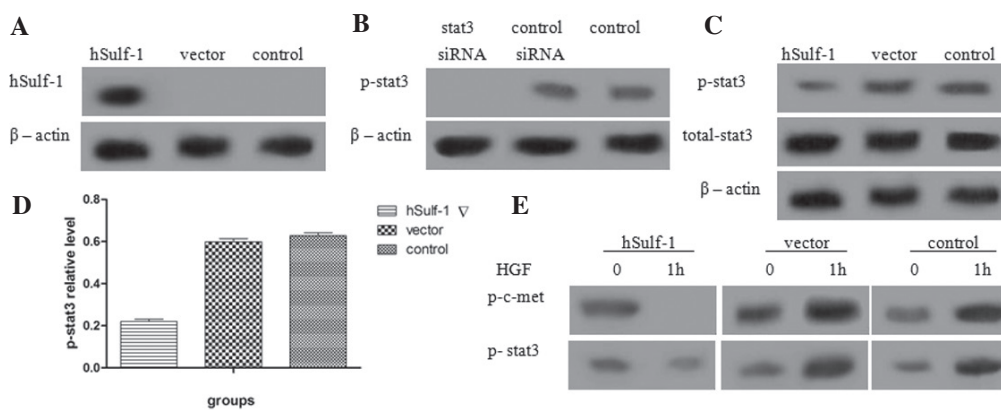 A
hSulf-1 vector control
hSulf-1
β – actin
B
stat3 control control
siRNA siRNA
p-stat3
β – actin
C
hSulf-1 vector control
p-stat3
total-stat3
β – actin
D
p-stat3 relative level
0.8
0.6
0.4
0.2
0.0
groups
hSulf-1 ▽
vector
control
E
hSulf-1 vector control
HGF 0 1h 0 1h 0 1h
p-c-met
p- stat3